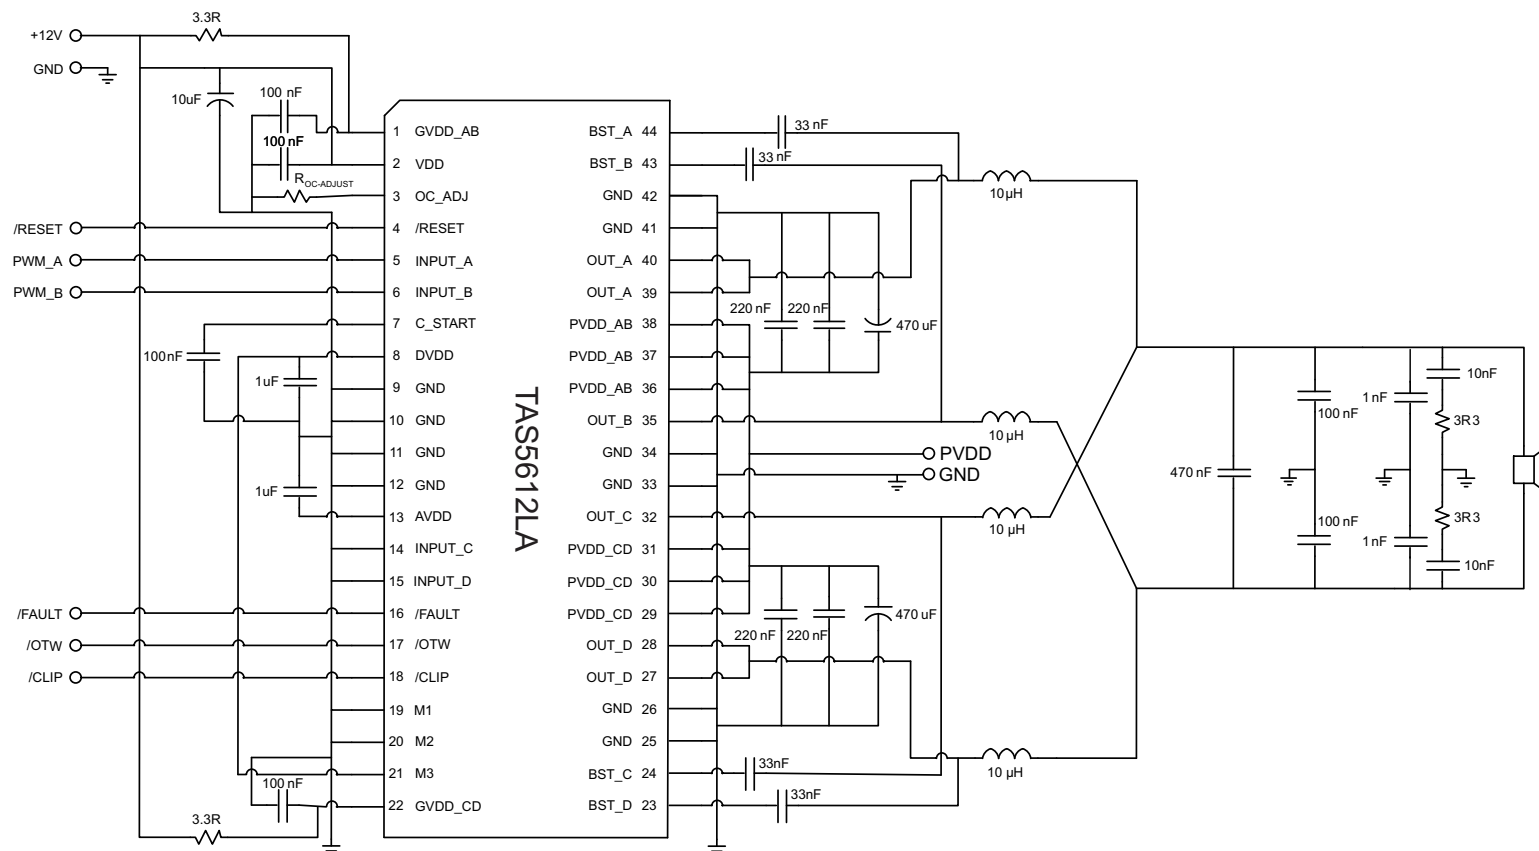 3.3R
+12V
GND
10uF
100 nF
100 nF
R_OC-ADJUST
/RESET
PWM_A
PWM_B
100nF
1uF
1uF
/FAULT
/OTW
/CLIP
100 nF
3.3R
1 GVDD_AB
2 VDD
3 OC_ADJ
4 /RESET
5 INPUT_A
6 INPUT_B
7 C_START
8 DVDD
9 GND
10 GND
11 GND
12 GND
13 AVDD
14 INPUT_C
15 INPUT_D
16 /FAULT
17 /OTW
18 /CLIP
19 M1
20 M2
21 M3
22 GVDD_CD
TAS5612LA
BST_A 44
BST_B 43
GND 42
GND 41
OUT_A 40
OUT_A 39
PVDD_AB 38
PVDD_AB 37
PVDD_AB 36
OUT_B 35
GND 34
GND 33
OUT_C 32
PVDD_CD 31
PVDD_CD 30
PVDD_CD 29
OUT_D 28
OUT_D 27
GND 26
GND 25
BST_C 24
BST_D 23
33 nF
33 nF
10 µH
220 nF
220 nF
470 uF
10 µH
PVDD
GND
10 µH
220 nF
220 nF
470 uF
33nF
33nF
10 µH
470 nF
100 nF
100 nF
1 nF
1 nF
10nF
3R3
3R3
10nF